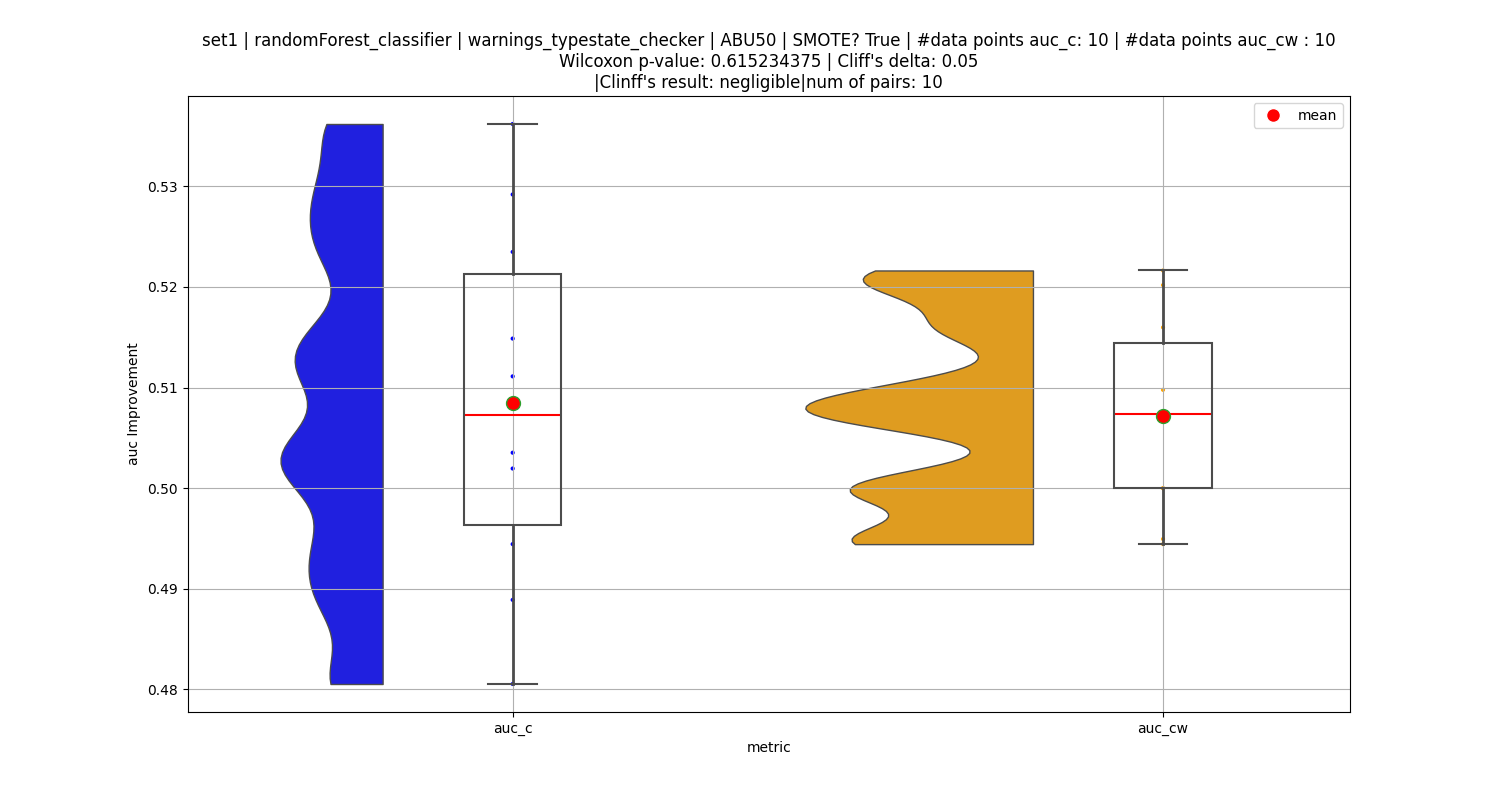 set1 | randomForest_classifier | warnings_typestate_checker | ABU50 | SMOTE? True | #data points auc_c: 10 | #data points auc_cw : 10
Wilcoxon p-value: 0.615234375 | Cliff's delta: 0.05
|Clinff's result: negligible|num of pairs: 10
mean
0.53
0.52
0.51
0.50
0.49
0.48
auc Improvement
auc_c
auc_cw
metric